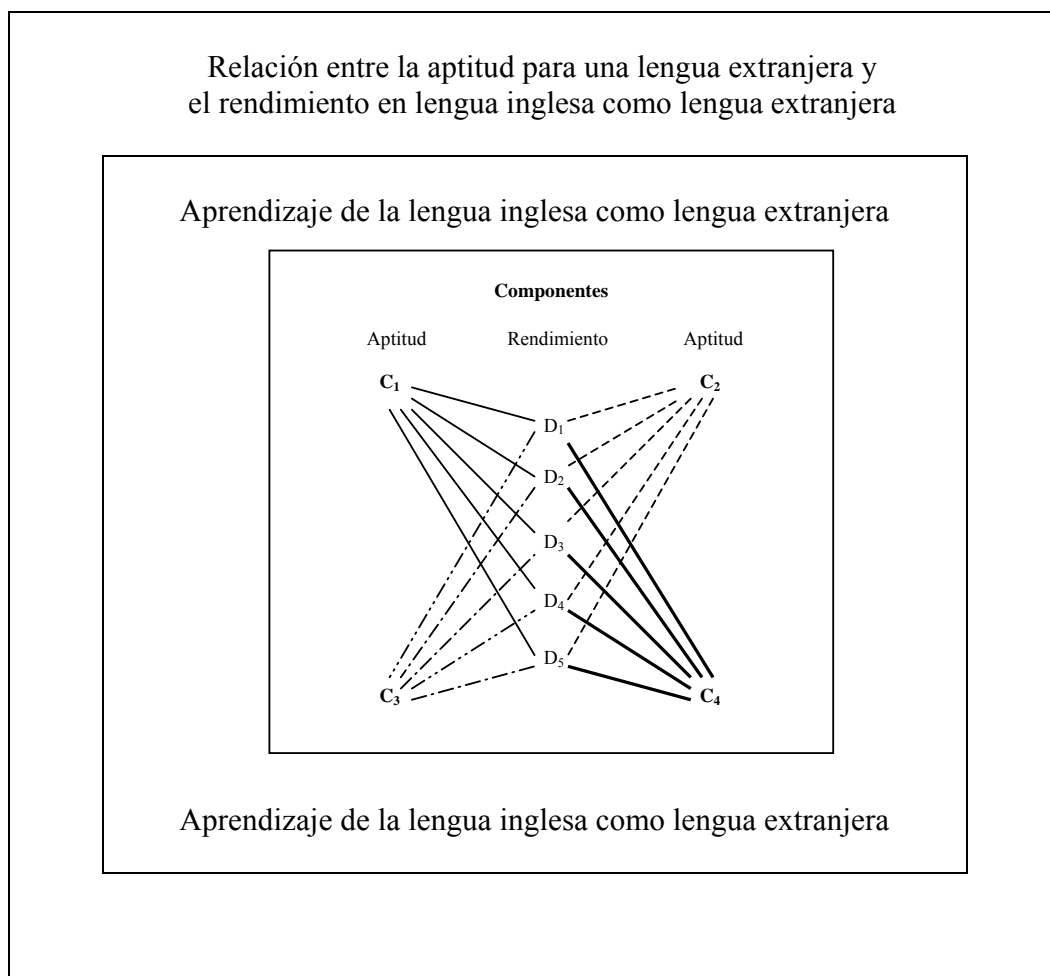 Relación entre la aptitud para una lengua extranjera y
el rendimiento en lengua inglesa como lengua extranjera
Aprendizaje de la lengua inglesa como lengua extranjera
Componentes
Aptitud Rendimiento Aptitud
C₁ C₂
D₁
D₂
D₃
D₄
D₅
C₃ C₄
Aprendizaje de la lengua inglesa como lengua extranjera